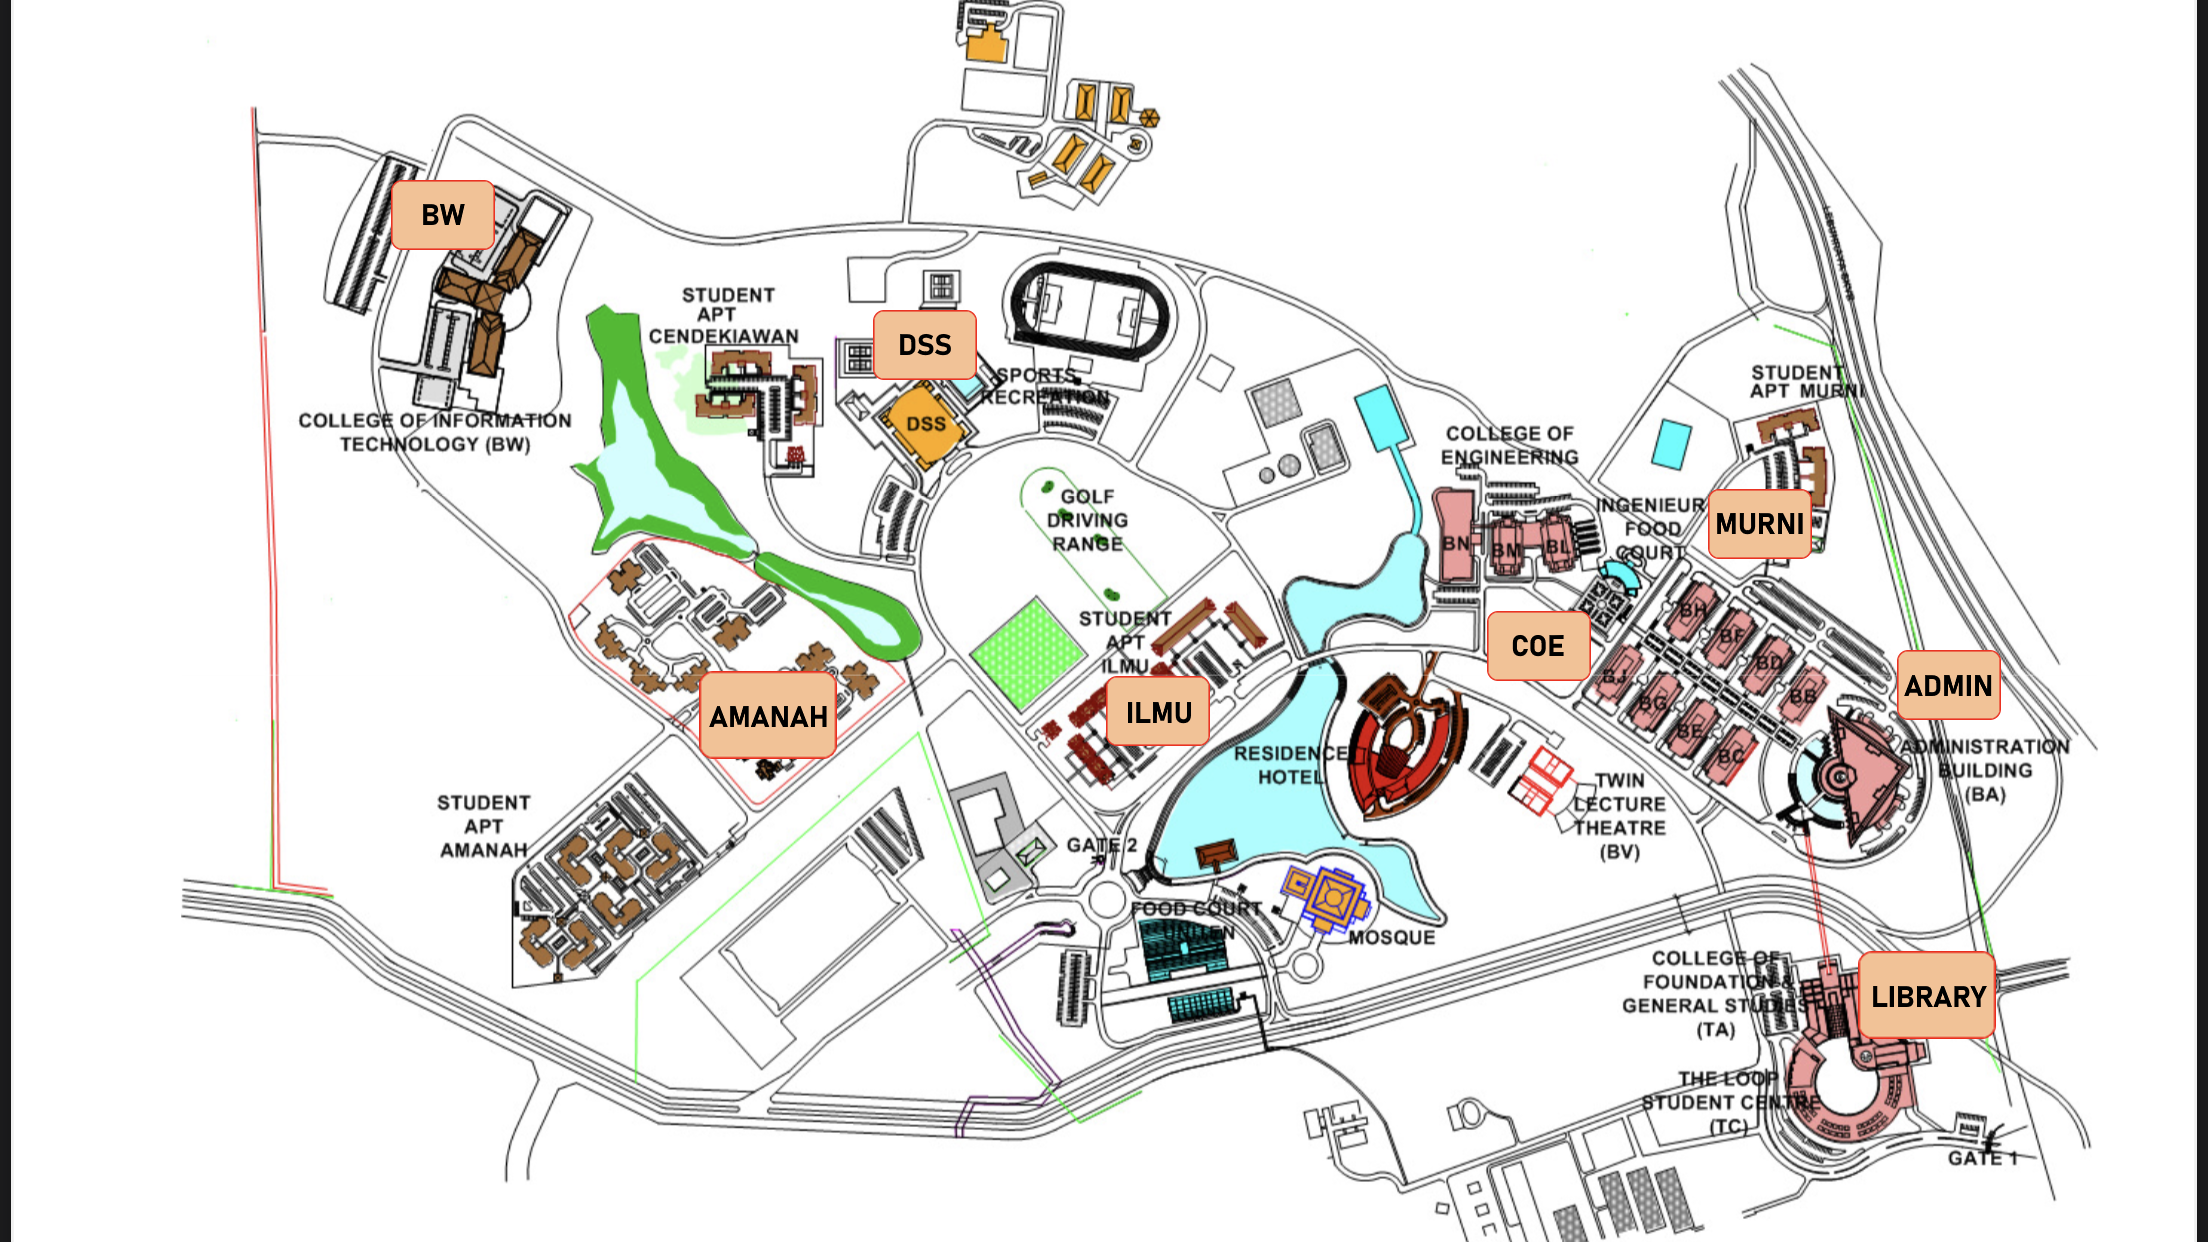 BW
COLLEGE OF INFORMATION
TECHNOLOGY (BW)
STUDENT
APT
CENDEKIAWAN
DSS
SPORTS
RECREATION
DSS
GOLF
DRIVING
RANGE
LEBUHRAYA SKVE
STUDENT
APT MURNI
COLLEGE OF
ENGINEERING
INGENIEUR
FOOD
COURT
MURNI
BN
BM
BL
COE
BH
BF
BD
BB
BJ
BG
BE
BC
ADMIN
ADMINISTRATION
BUILDING
(BA)
STUDENT
APT
ILMU
ILMU
AMANAH
STUDENT
APT
AMANAH
RESIDENCE
HOTEL
TWIN
LECTURE
THEATRE
(BV)
GATE 2
FOOD COURT
UNITEN
MOSQUE
COLLEGE OF
FOUNDATION &
GENERAL STUDIES
(TA)
LIBRARY
THE LOOP
STUDENT CENTRE
(TC)
GATE 1